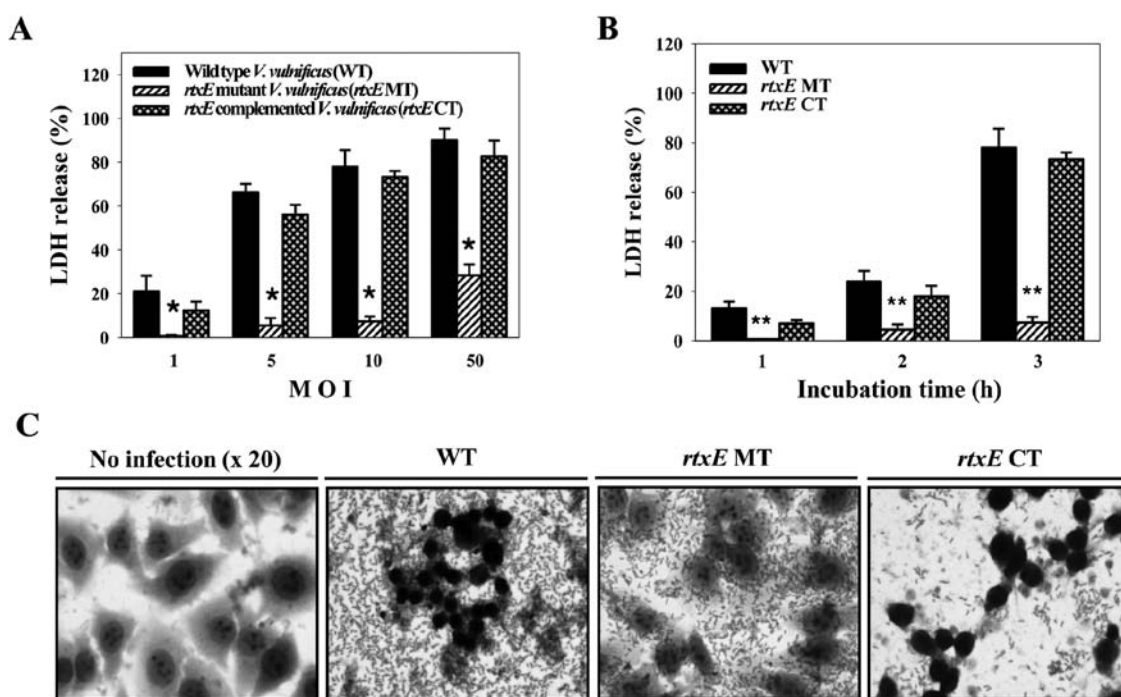 A
LDH release (%)
120
100
80
60
40
20
0
Wild type V. vulnificus (WT)
rtxE mutant V. vulnificus (rtxE MT)
rtxE complemented V. vulnificus (rtxE CT)
*
*
*
*
1 5 10 50
M O I
B
LDH release (%)
120
100
80
60
40
20
0
WT
rtxE MT
rtxE CT
**
**
**
1 2 3
Incubation time (h)
C
No infection (x 20)
WT
rtxE MT
rtxE CT